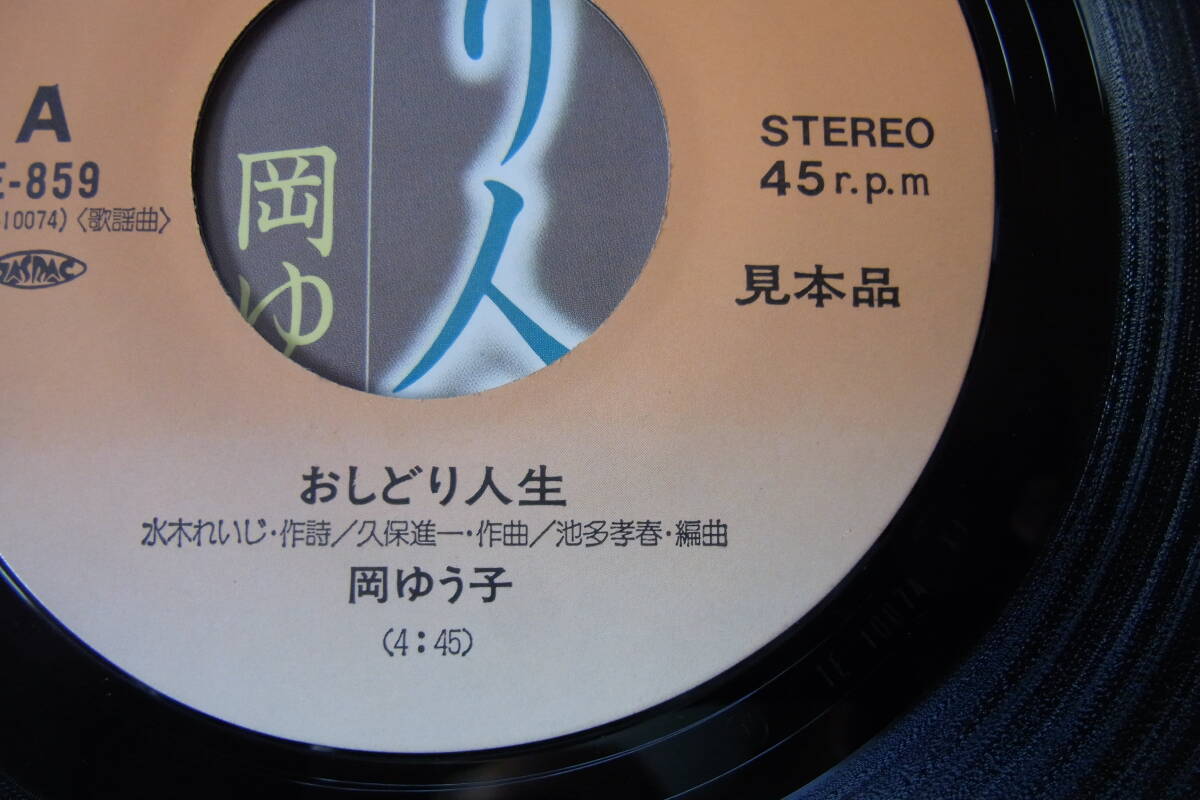 A
E-859
10074)〈歌謡曲〉
JASRAC
り人
岡ゆ
STEREO
45 r.p.m
見本品
おしどり人生
水木れいじ・作詩/久保進一・作曲/池多孝春・編曲
岡ゆう子
(4:45)